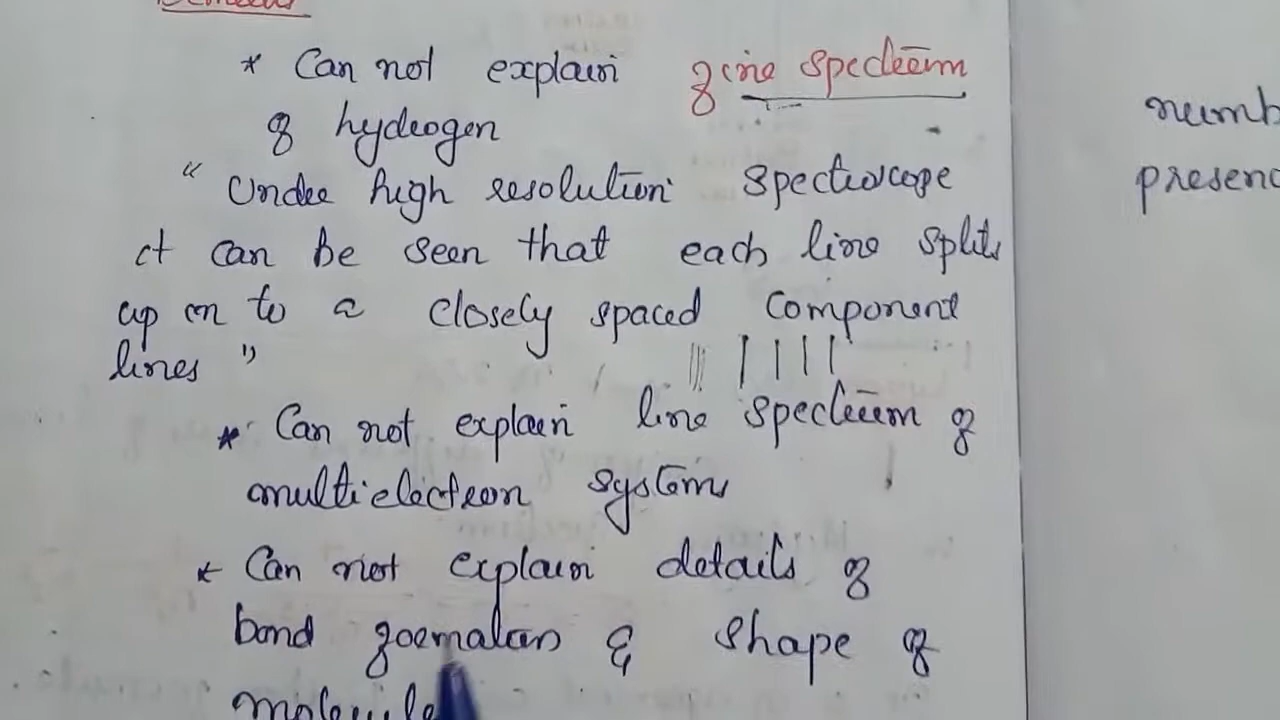 * Can not explain fine spectrum
of hydrogen
“ Under high resolution spectroscope
it can be seen that each line splits
up on to a closely spaced component
lines ”
* Can not explain line spectrum of
multielectron system
* Can not explain details of
bond formation & shape of
numb
presenc